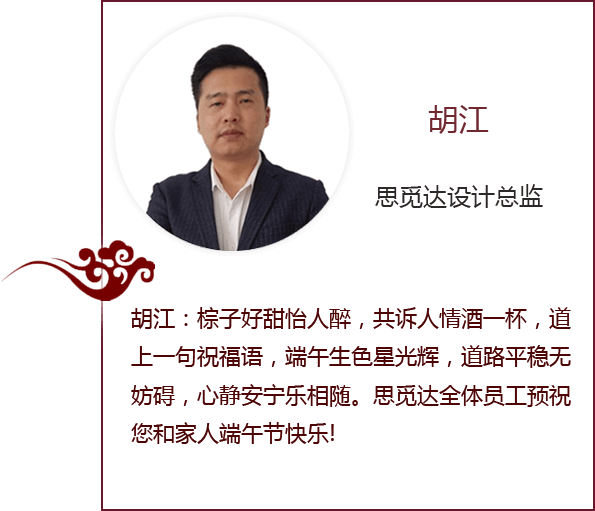 胡江
思觅达设计总监
胡江：棕子好甜怡人醉，共诉人情酒一杯，道
上一句祝福语，端午生色星光辉，道路平稳无
妨碍，心静安宁乐相随。思觅达全体员工预祝
您和家人端午节快乐!